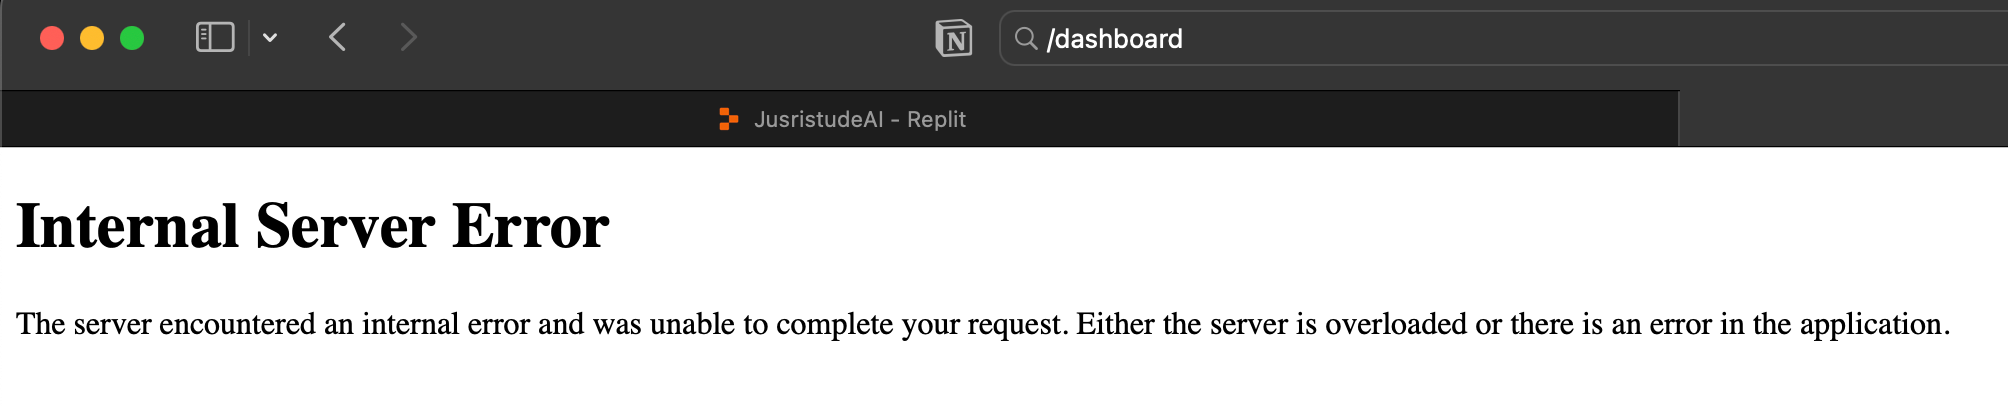 N /dashboard
JusristudeAI - Replit
Internal Server Error
The server encountered an internal error and was unable to complete your request. Either the server is overloaded or there is an error in the application.